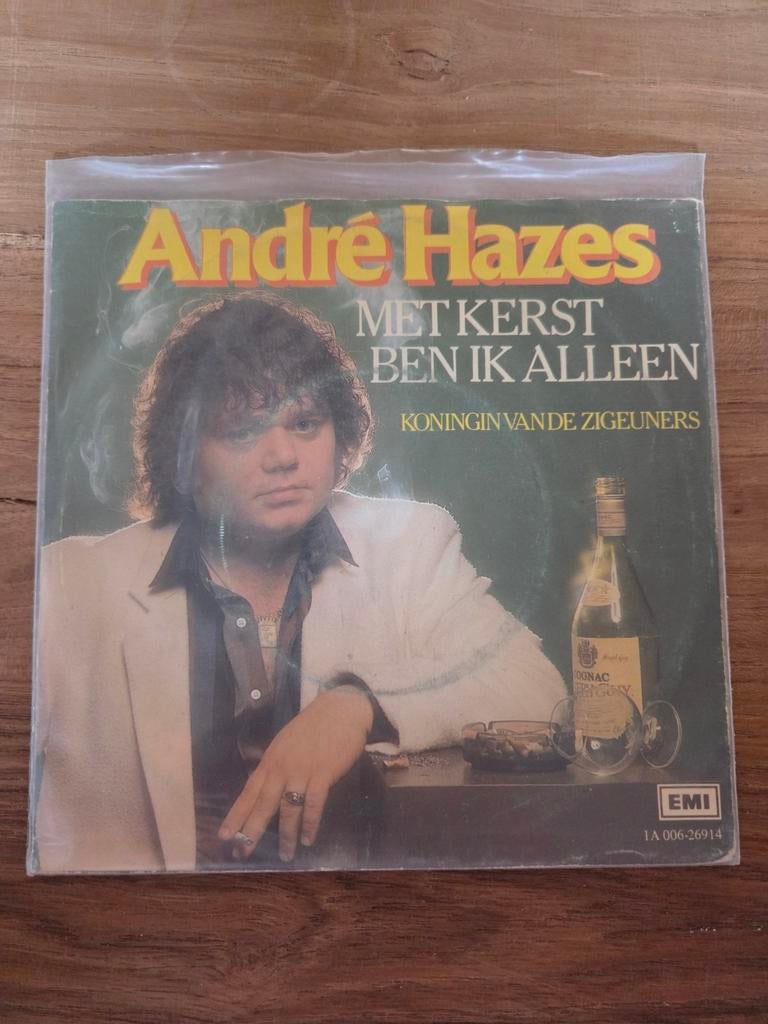 André Hazes
MET KERST
BEN IK ALLEEN
KONINGIN VAN DE ZIGEUNERS
COGNAC
EMI
1A 006-26914